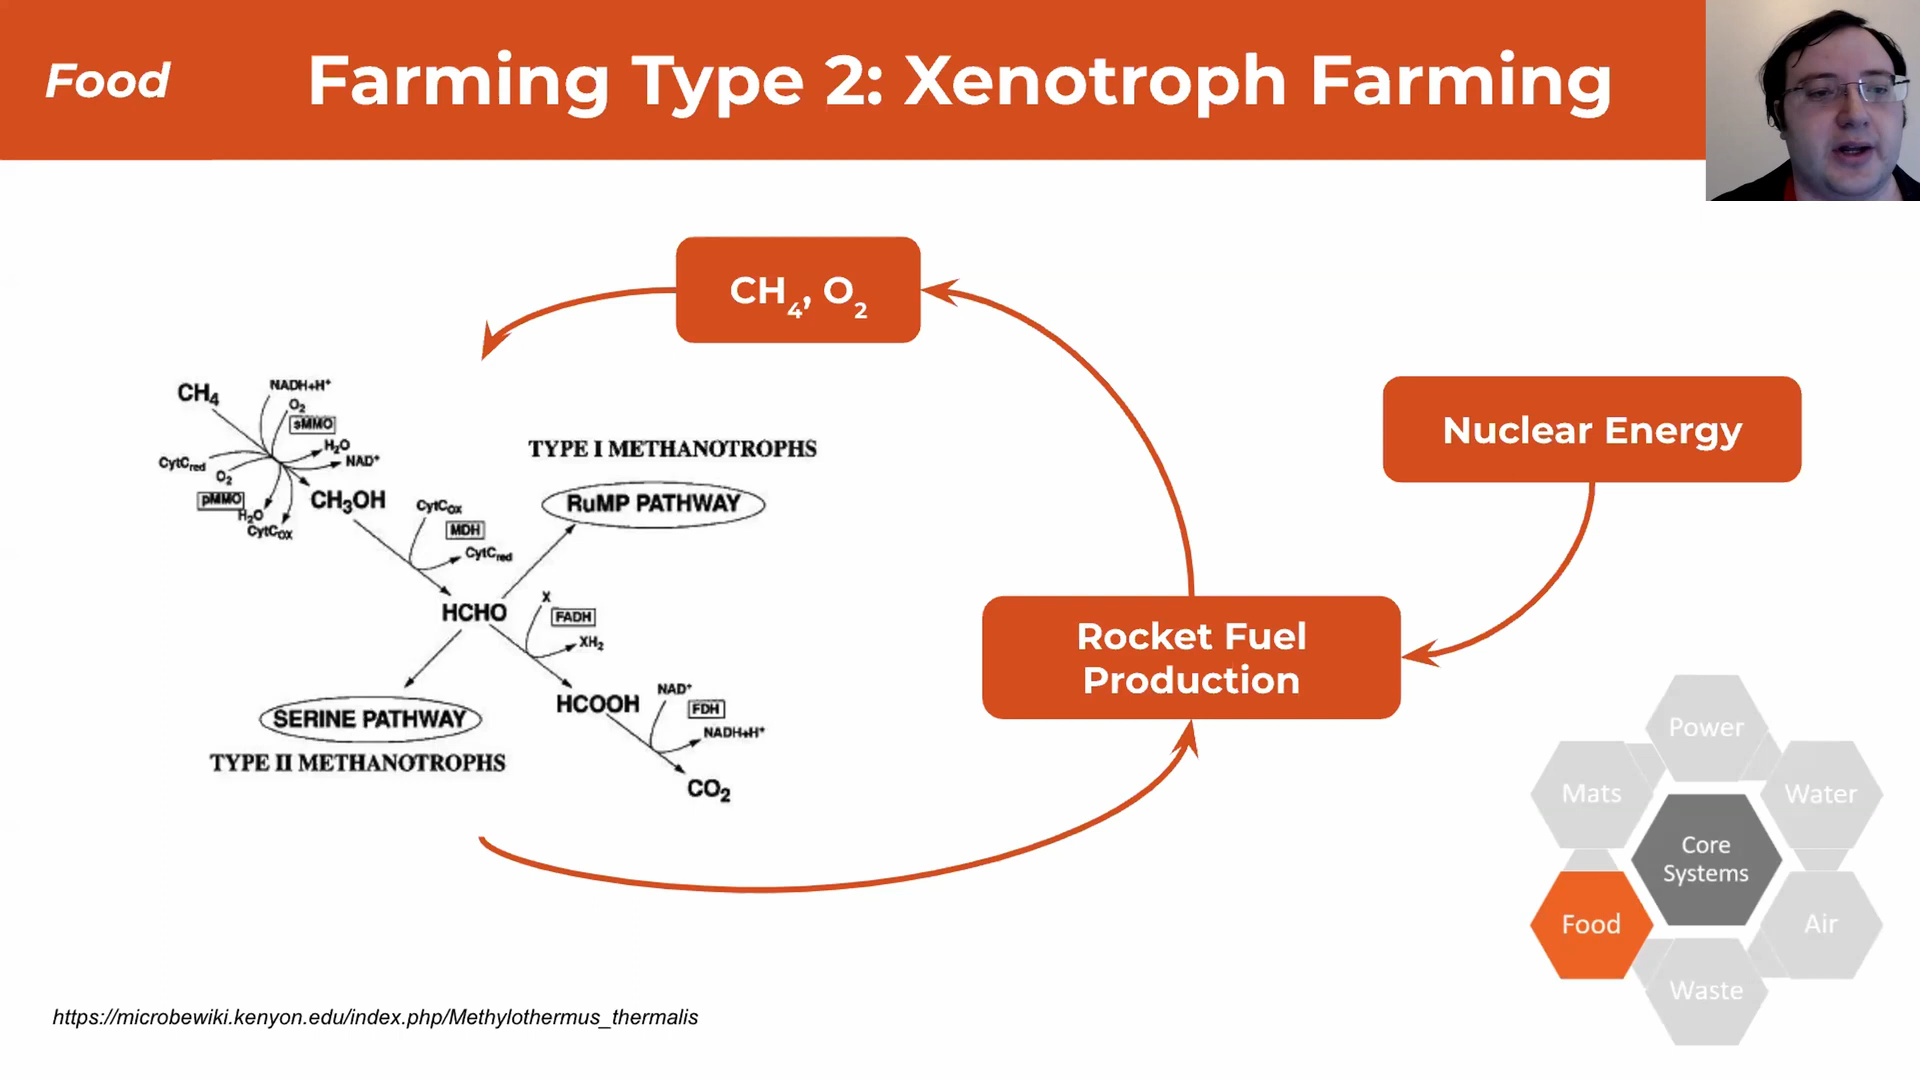 Food
Farming Type 2: Xenotroph Farming
CH4, O2
Nuclear Energy
Rocket Fuel
Production
CH4
NADH+H+
O2
sMMO
H2O
NAD+
CytCred
O2
pMMO
H2O
CytCox
CH3OH
CytCox
MDH
CytCred
TYPE I METHANOTROPHS
RuMP PATHWAY
HCHO
X
FADH
XH2
SERINE PATHWAY
TYPE II METHANOTROPHS
HCOOH
NAD+
FDH
NADH+H+
CO2
Power
Mats
Water
Core
Systems
Food
Air
Waste
https://microbewiki.kenyon.edu/index.php/Methylothermus_thermalis